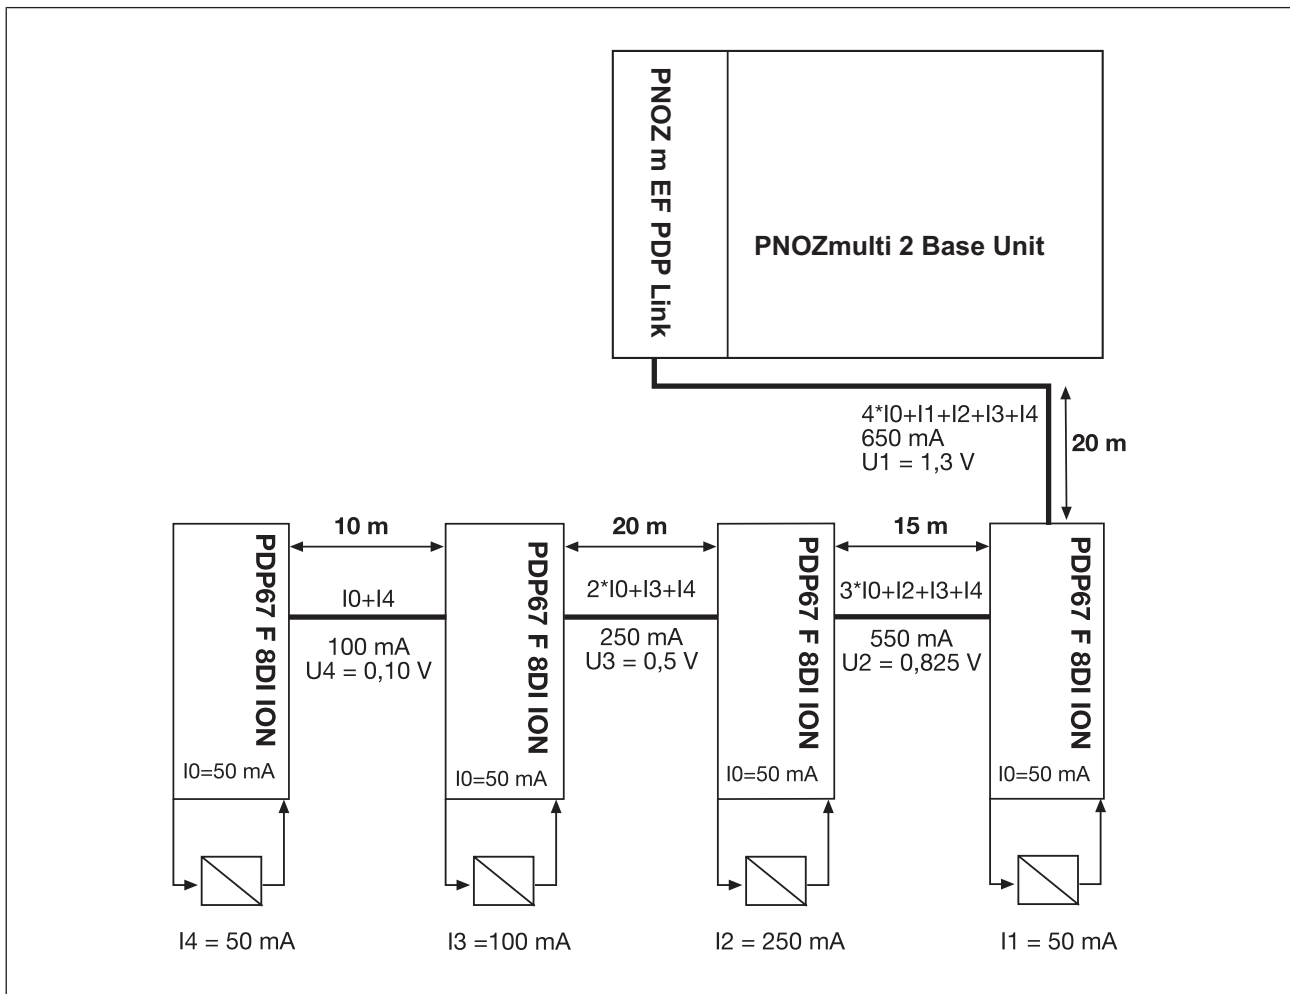 PNOZ m EF PDP Link
PNOZmulti 2 Base Unit
4*I0+I1+I2+I3+I4
650 mA
U1 = 1,3 V
20 m
10 m
20 m
15 m
PDP67 F 8DI ION
PDP67 F 8DI ION
PDP67 F 8DI ION
PDP67 F 8DI ION
I0+I4
100 mA
U4 = 0,10 V
2*I0+I3+I4
250 mA
U3 = 0,5 V
3*I0+I2+I3+I4
550 mA
U2 = 0,825 V
I0=50 mA
I0=50 mA
I0=50 mA
I0=50 mA
I4 = 50 mA
I3 =100 mA
I2 = 250 mA
I1 = 50 mA